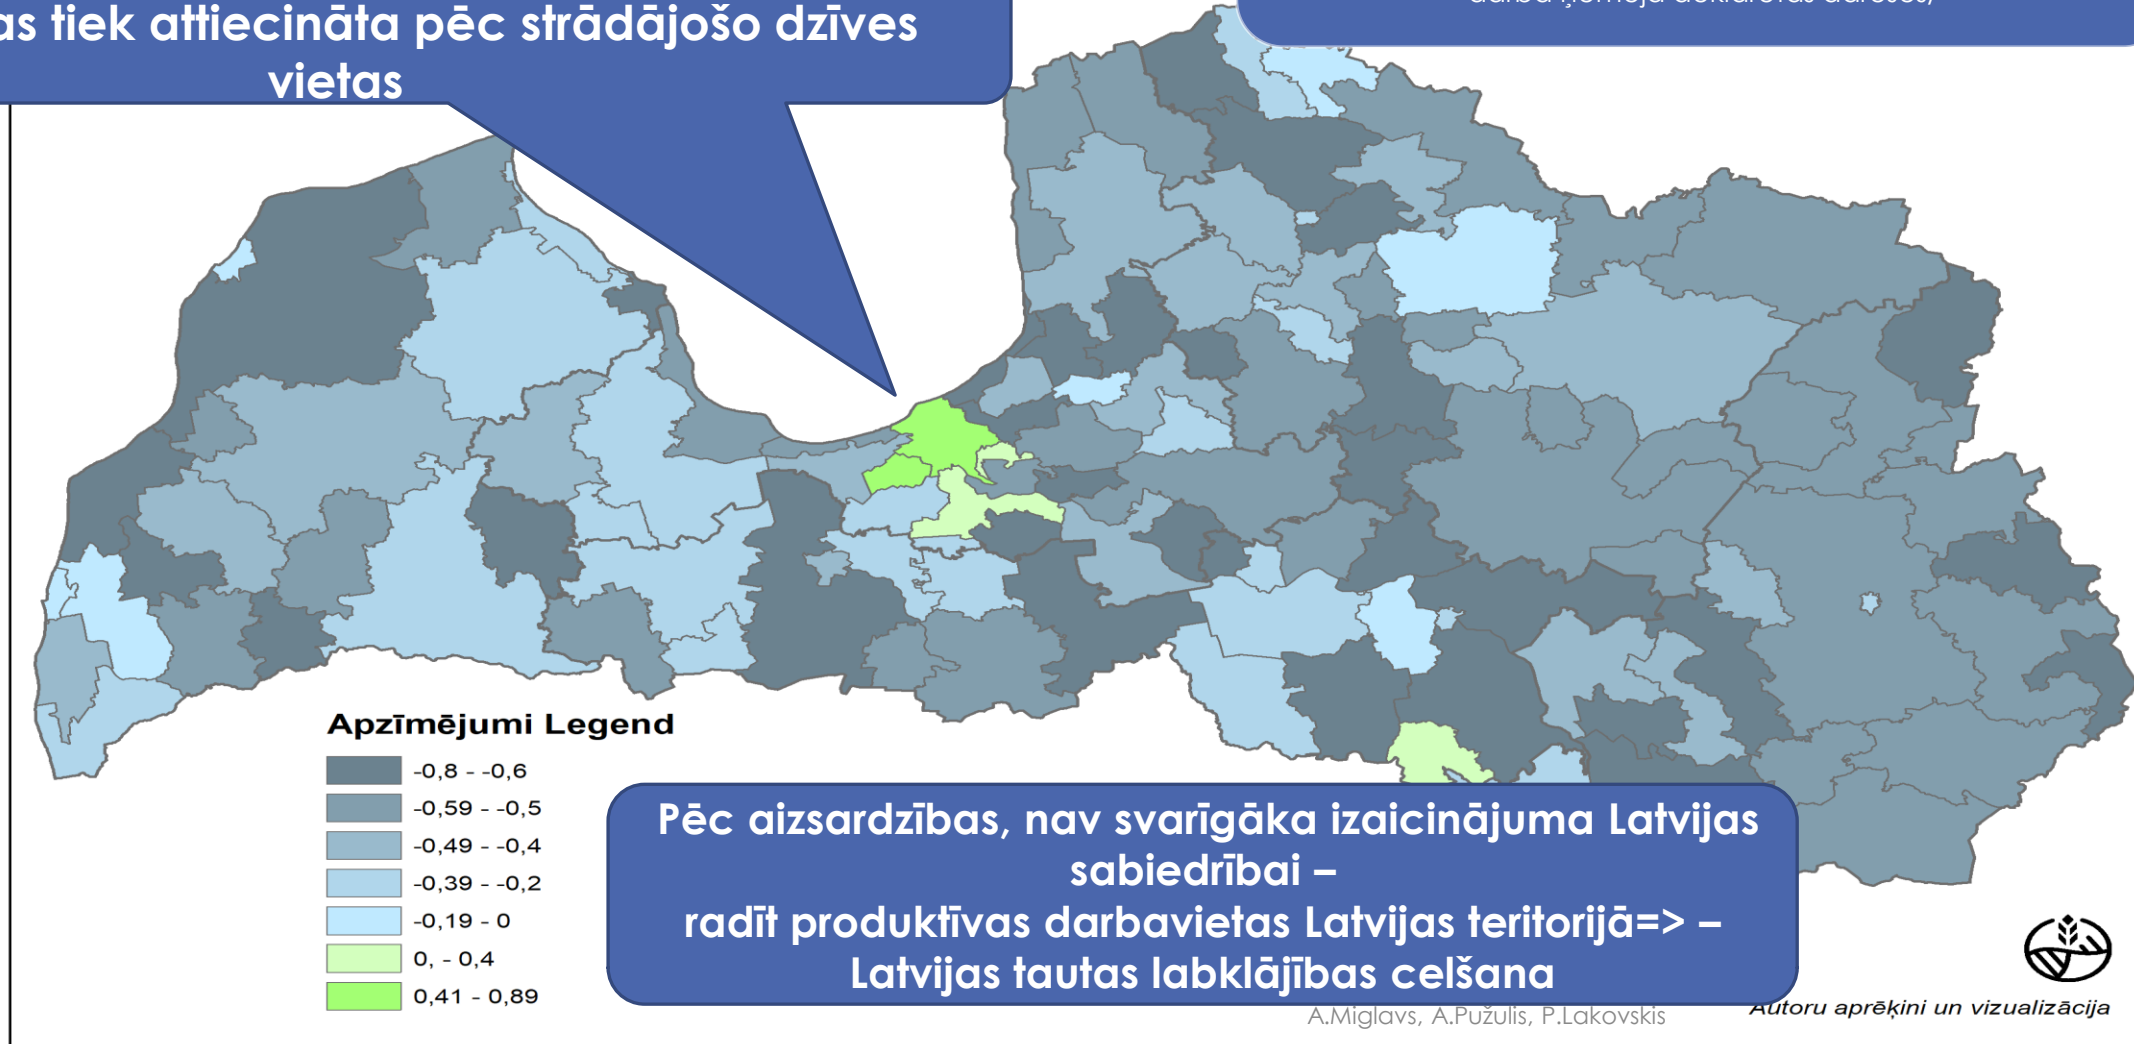 as tiek attiecināta pēc strādājošo dzīves
vietas
Apzīmējumi Legend
-0,8 - -0,6
-0,59 - -0,5
-0,49 - -0,4
-0,39 - -0,2
-0,19 - 0
0, - 0,4
0,41 - 0,89
Pēc aizsardzības, nav svarīgāka izaicinājuma Latvijas
sabiedrībai –
radīt produktīvas darbavietas Latvijas teritorijā=> –
Latvijas tautas labklājības celšana
A.Miglavs, A.Pužulis, P.Lakovskis
Autoru aprēķini un vizualizācija